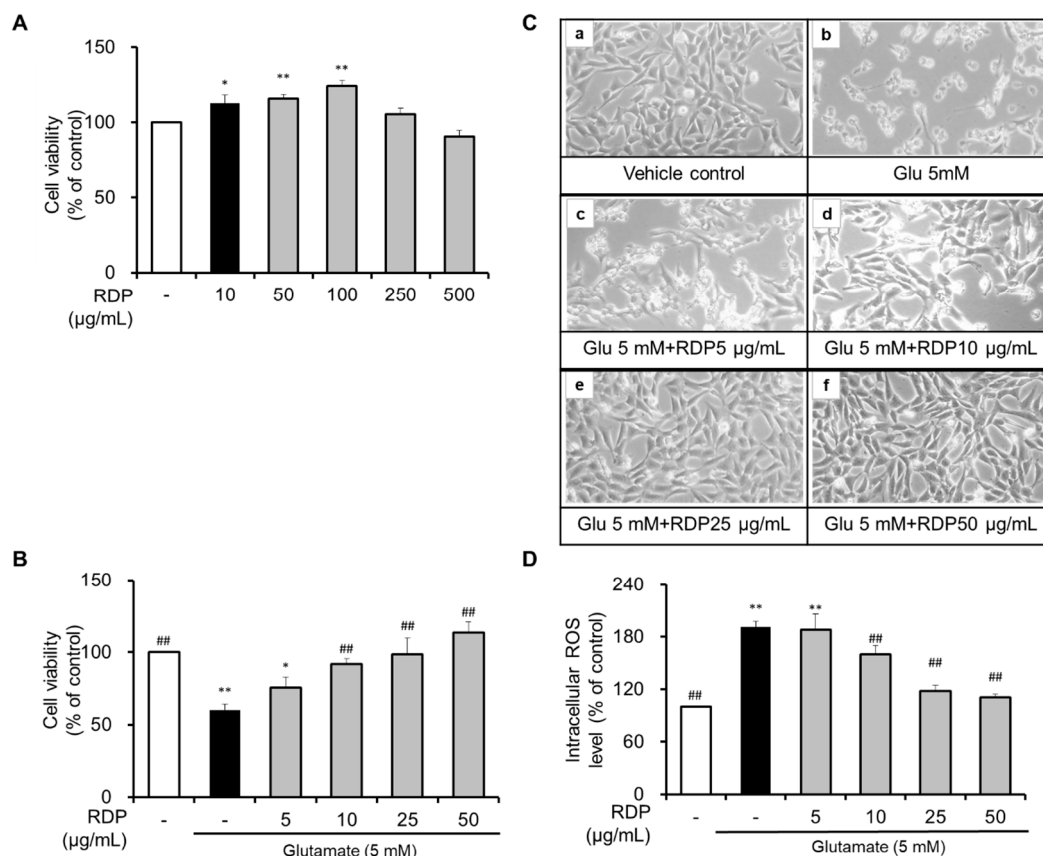 A
Cell viability
(% of control)
150
100
50
0
*
**
**
RDP
(µg/mL)
- 10 50 100 250 500
C
a
b
Vehicle control
Glu 5mM
c
d
Glu 5 mM+RDP5 µg/mL
Glu 5 mM+RDP10 µg/mL
e
f
Glu 5 mM+RDP25 µg/mL
Glu 5 mM+RDP50 µg/mL
B
Cell viability
(% of control)
150
100
50
0
##
**
*
##
##
##
RDP
(µg/mL)
- - 5 10 25 50
Glutamate (5 mM)
D
Intracellular ROS
level (% of control)
240
180
120
60
0
##
**
**
##
##
##
RDP
(µg/mL)
- - 5 10 25 50
Glutamate (5 mM)